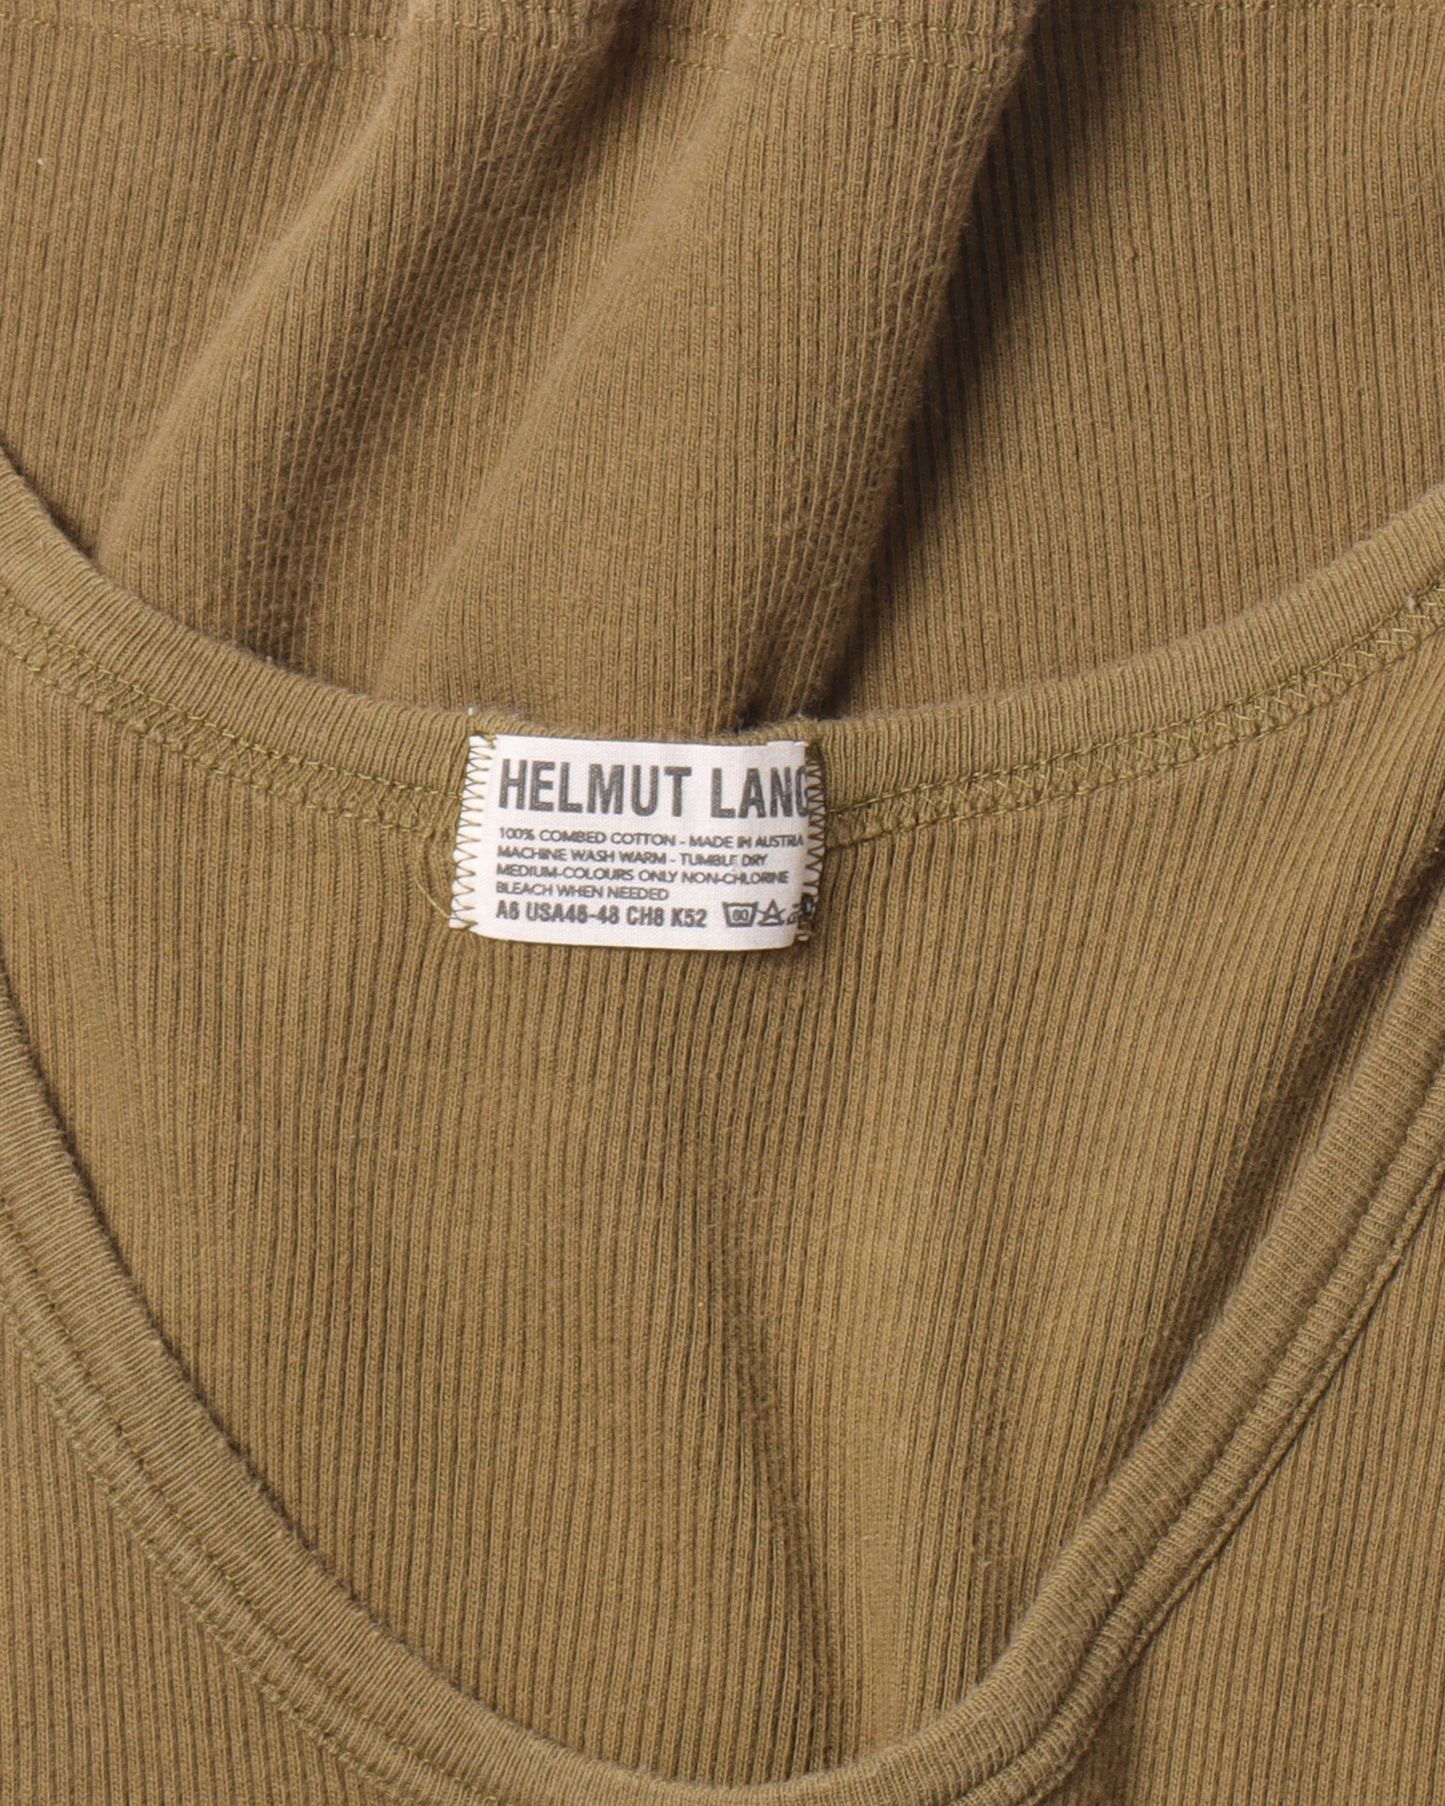 HELMUT LANG
100% COMBED COTTON - MADE IN AUSTRIA
MACHINE WASH WARM - TUMBLE DRY
MEDIUM-COLOURS ONLY NON-CHLORINE
BLEACH WHEN NEEDED
A6 USA46-48 CH8 K52 60